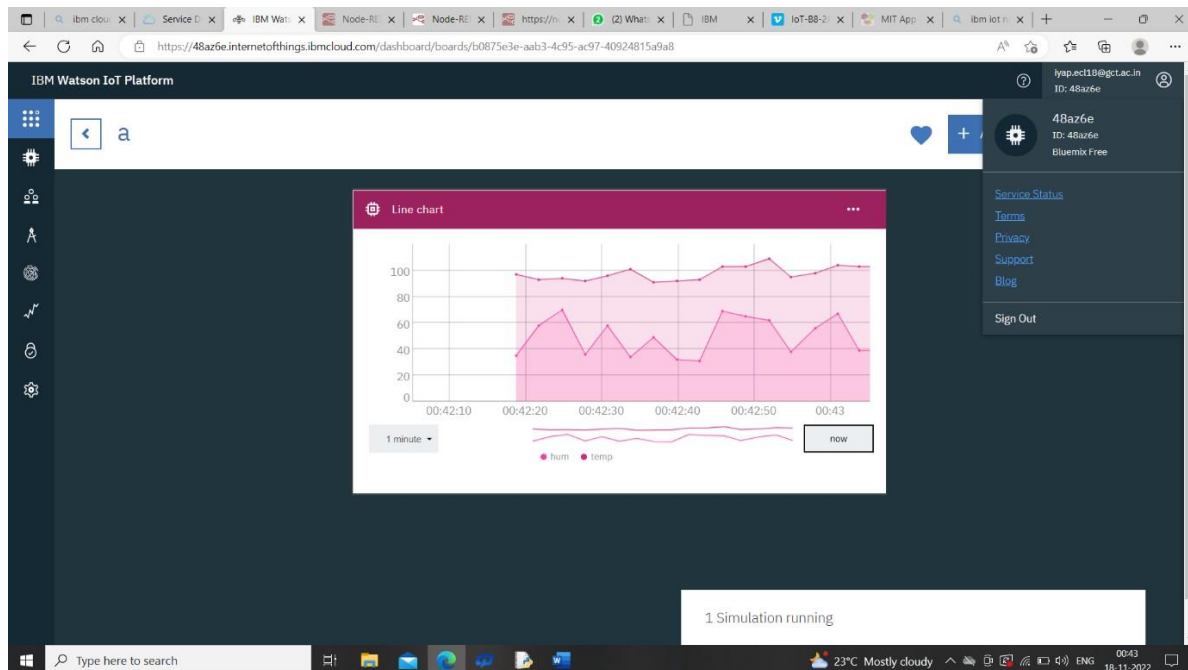 ibm clou
Service D
IBM Wat
Node-RE
Node-RE
https://n
(2) What
IBM
IoT-B8-2
MIT App
ibm iot n
https://48az6e.internetofthings.ibmcloud.com/dashboard/boards/b0875e3e-aab3-4c95-ac97-40924815a9a8
IBM Watson IoT Platform
iyap.ecl18@gct.ac.in
ID: 48az6e
a
+
48az6e
ID: 48az6e
Bluemix Free
Service Status
Terms
Privacy
Support
Blog
Sign Out
Line chart
100
80
60
40
20
0
00:42:10 00:42:20 00:42:30 00:42:40 00:42:50 00:43
1 minute
now
hum temp
1 Simulation running
Type here to search
23°C Mostly cloudy
ENG
00:43
18-11-2022